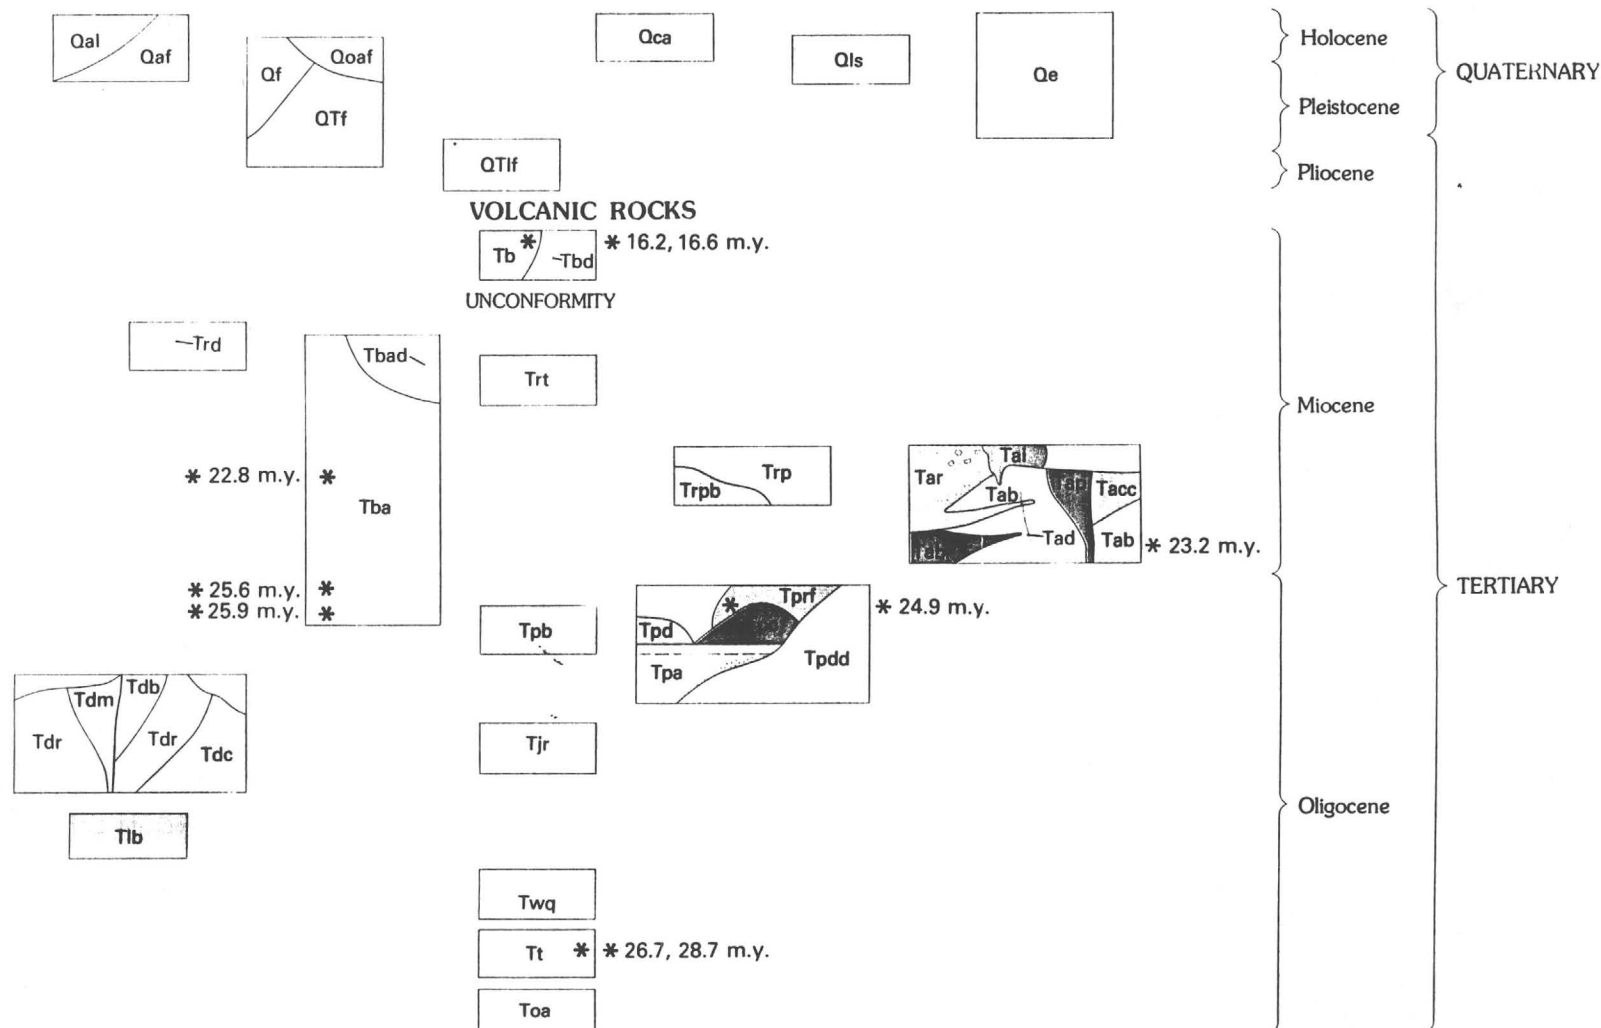 Qal
Qaf
Qf
Qoaf
QTf
Qca
Qls
Qe
Holocene
Pleistocene
QUATERNARY
QTlf
Pliocene
VOLCANIC ROCKS
Tb * Tbd * 16.2, 16.6 m.y.
UNCONFORMITY
Trd
Tbad
Trt
Miocene
* 22.8 m.y. *
Tba
Trp
Trpb
Tar
Tai
Tab
Tap
Tacc
Tad
Tab * 23.2 m.y.
* 25.6 m.y. *
* 25.9 m.y. *
TERTIARY
Tpb
* Tprf * 24.9 m.y.
Tpd
Tpa
Tpdd
Tdm
Tdb
Tdr
Tdr
Tdc
Tjr
Oligocene
Tlb
Twq
Tt * * 26.7, 28.7 m.y.
Toa